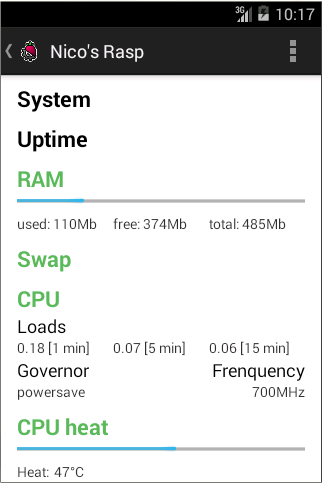 3G 10:17
Nico's Rasp
System
Uptime
RAM
used: 110Mb free: 374Mb total: 485Mb
Swap
CPU
Loads
0.18 [1 min] 0.07 [5 min] 0.06 [15 min]
Governor Frenquency
powersave 700MHz
CPU heat
Heat: 47°C